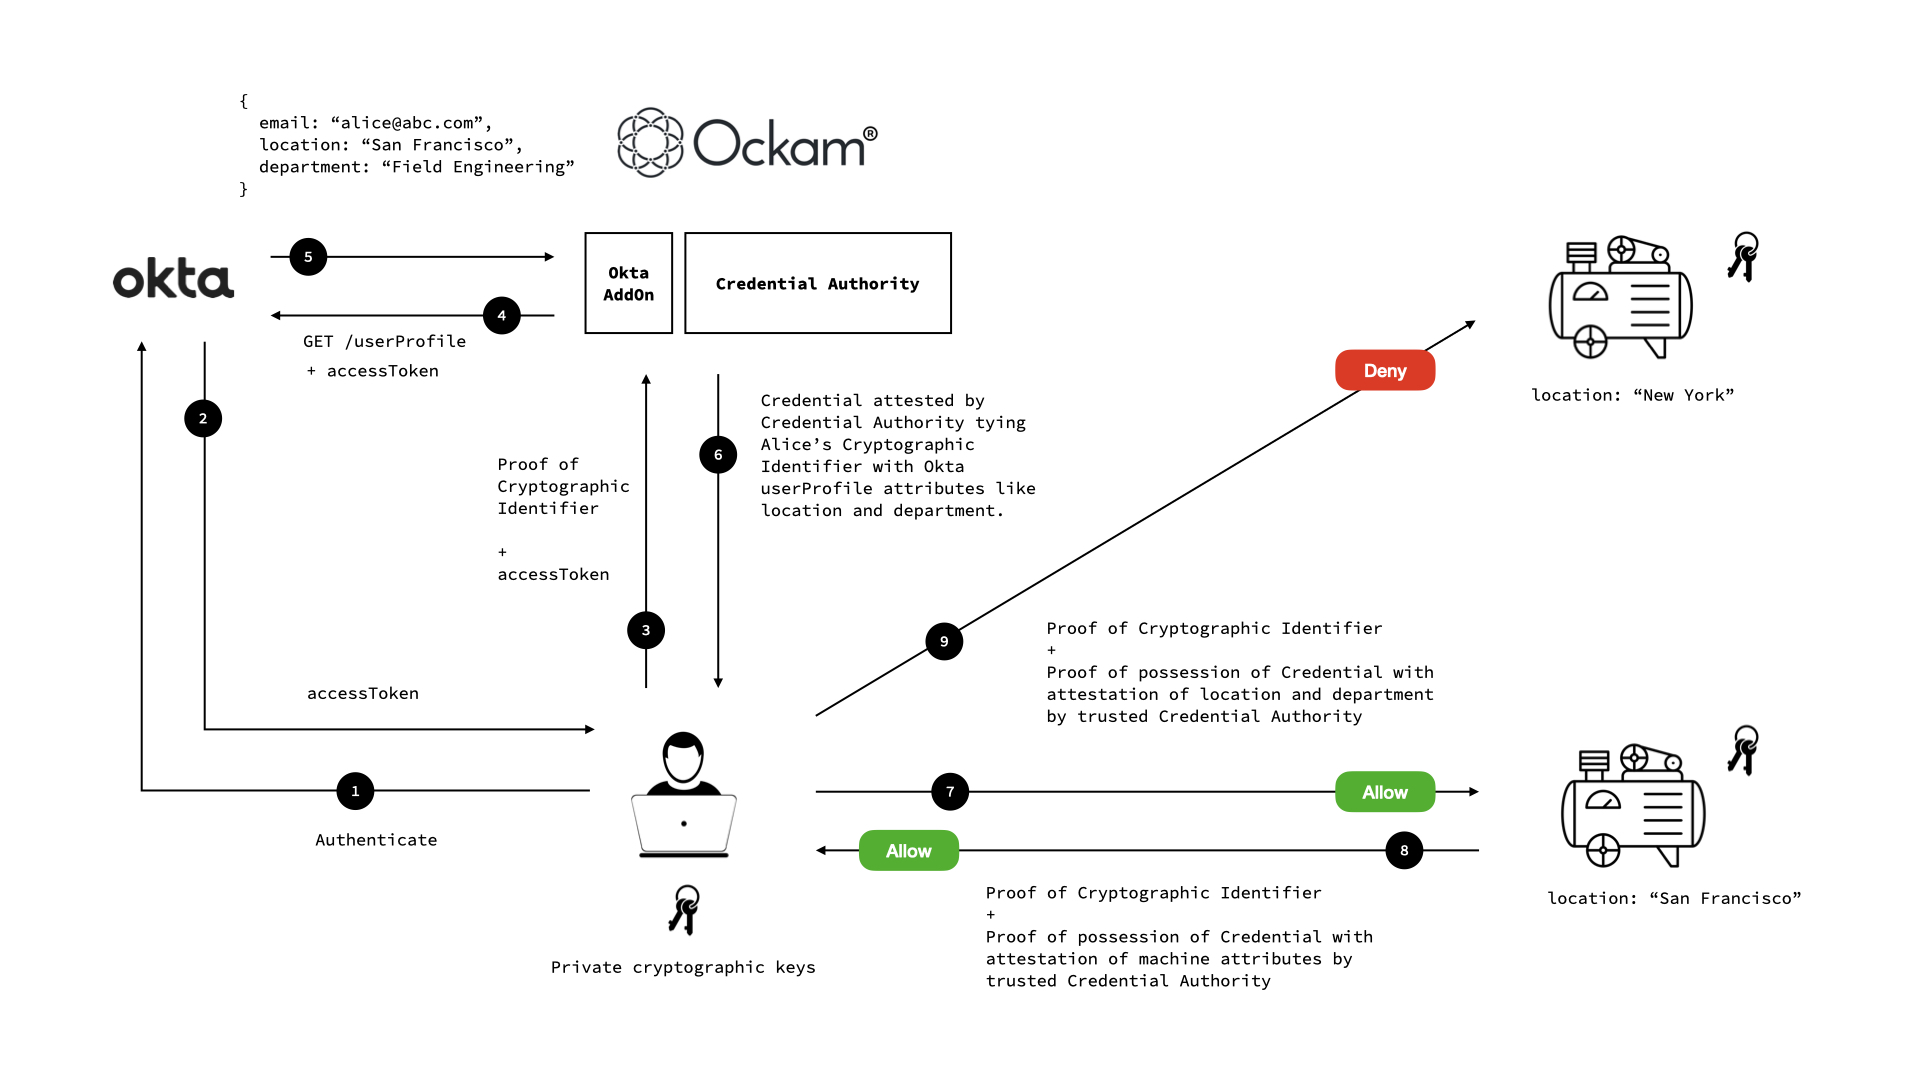 {
email: “alice@abc.com”,
location: “San Francisco”,
department: “Field Engineering”
}
Ockam®
okta
5
Okta
AddOn
Credential Authority
4
GET /userProfile
+ accessToken
2
Proof of
Cryptographic
Identifier
+
accessToken
3
6
Credential attested by
Credential Authority tying
Alice’s Cryptographic
Identifier with Okta
userProfile attributes like
location and department.
Deny
location: “New York”
9
Proof of Cryptographic Identifier
+
Proof of possession of Credential with
attestation of location and department
by trusted Credential Authority
accessToken
1
Authenticate
7
Allow
Allow
8
location: “San Francisco”
Proof of Cryptographic Identifier
+
Proof of possession of Credential with
attestation of machine attributes by
trusted Credential Authority
Private cryptographic keys